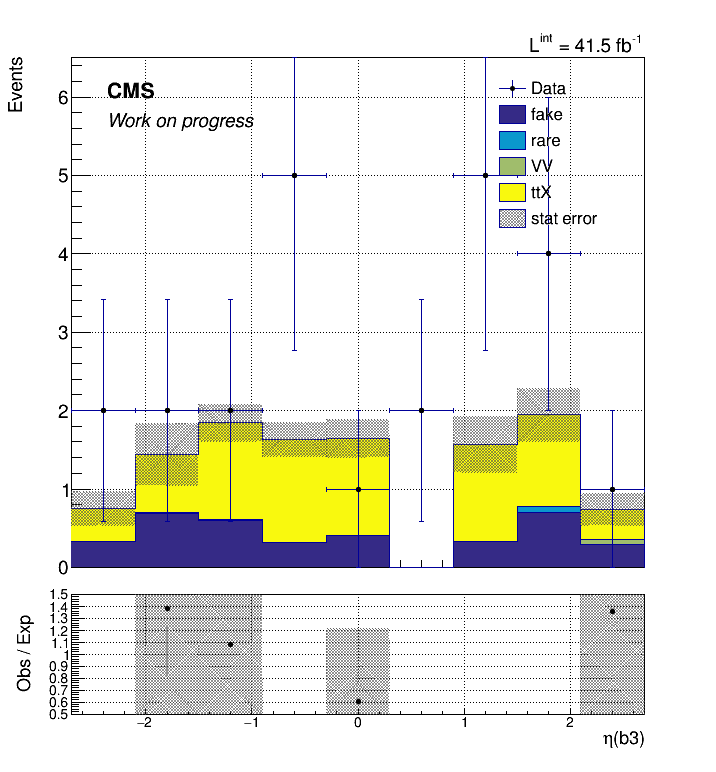 L^int = 41.5 fb^-1
Events
CMS
Work on progress
Data
fake
rare
VV
ttX
stat error
6
5
4
3
2
1
0
Obs / Exp
1.5
1.4
1.3
1.2
1.1
1
0.9
0.8
0.7
0.6
0.5
−2
−1
0
1
2
η(b3)